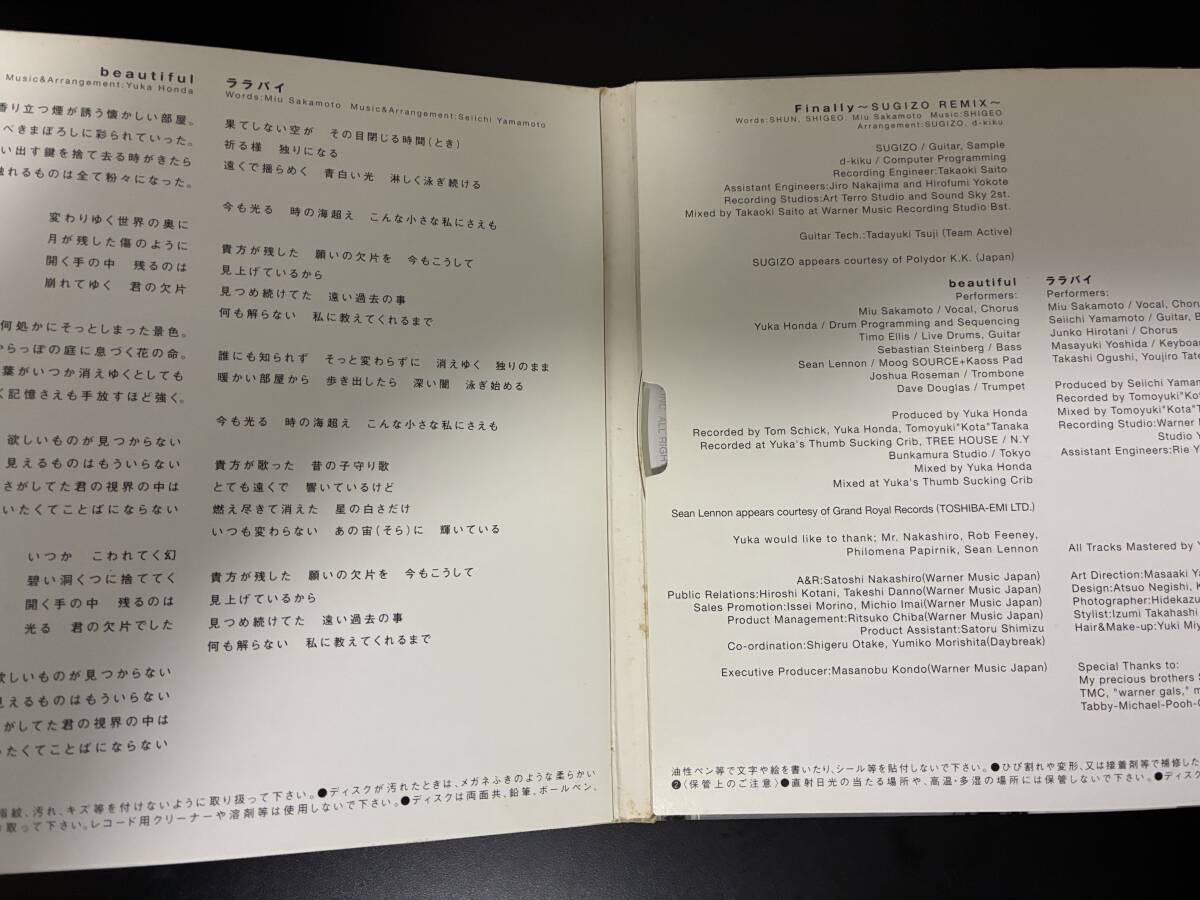 beautiful
Music&Arrangement:Yuka Honda
香り立つ煙が誘う懐かしい部屋。
べきまぼろしに彩られていった。
い出す鍵を捨て去る時がきたら
れるものは全て粉々になった。
変わりゆく世界の奥に
月が残した傷のように
開く手の中 残るのは
崩れてゆく 君の欠片
何処かにそっとしまった景色。
からっぽの庭に息づく花の命。
葉がいつか消えゆくとしても
く記憶さえも手放すほど強く。
欲しいものが見つからない
見えるものはもういらない
さがしてた君の視界の中は
いたくてことばにならない
いつか こわれてく幻
碧い洞くつに捨ててく
開く手の中 残るのは
光る 君の欠片でした
欲しいものが見つからない
見えるものはもういらない
がしてた君の視界の中は
いたくてことばにならない
ララバイ
Words:Miu Sakamoto Music&Arrangement:Seiichi Yamamoto
果てしない空が その目閉じる時間(とき)
祈る様 独りになる
遠くで揺らめく 青白い光 淋しく泳ぎ続ける
今も光る 時の海超え こんな小さな私にさえも
貴方が残した 願いの欠片を 今もこうして
見上げているから
見つめ続けてた 遠い過去の事
何も解らない 私に教えてくれるまで
誰にも知られず そっと変わらずに 消えゆく 独りのまま
暖かい部屋から 歩き出したら 深い闇 泳ぎ始める
今も光る 時の海超え こんな小さな私にさえも
貴方が歌った 昔の子守り歌
とても遠くで 響いているけど
燃え尽きて消えた 星の白さだけ
いつも変わらない あの宙(そら)に 輝いている
貴方が残した 願いの欠片を 今もこうして
見上げているから
見つめ続けてた 遠い過去の事
何も解らない 私に教えてくれるまで
指紋、汚れ、キズ等を付けないように取り扱って下さい。●ディスクが汚れたときは、メガネふきのような柔らかい
取って下さい。レコード用クリーナーや溶剤等は使用しないで下さい。●ディスクは両面共、鉛筆、ボールペン、
Finally～SUGIZO REMIX～
Words:SHUN, SHIGEO, Miu Sakamoto Music:SHIGEO
Arrangement:SUGIZO, d-kiku
SUGIZO / Guitar, Sample
d-kiku / Computer Programming
Recording Engineer:Takaoki Saito
Assistant Engineers:Jiro Nakajima and Hirofumi Yokote
Recording Studios:Art Terro Studio and Sound Sky 2st.
Mixed by Takaoki Saito at Warner Music Recording Studio Bst.
Guitar Tech.:Tadayuki Tsuji (Team Active)
SUGIZO appears courtesy of Polydor K.K. (Japan)
beautiful
Performers:
Miu Sakamoto / Vocal, Chorus
Yuka Honda / Drum Programming and Sequencing
Timo Ellis / Live Drums, Guitar
Sebastian Steinberg / Bass
Sean Lennon / Moog SOURCE+Kaoss Pad
Joshua Roseman / Trombone
Dave Douglas / Trumpet
Produced by Yuka Honda
Recorded by Tom Schick, Yuka Honda, Tomoyuki"Kota"Tanaka
Recorded at Yuka's Thumb Sucking Crib, TREE HOUSE / N.Y
Bunkamura Studio / Tokyo
Mixed by Yuka Honda
Mixed at Yuka's Thumb Sucking Crib
Sean Lennon appears courtesy of Grand Royal Records (TOSHIBA-EMI LTD.)
Yuka would like to thank; Mr. Nakashiro, Rob Feeney,
Philomena Papirnik, Sean Lennon
A&R:Satoshi Nakashiro(Warner Music Japan)
Public Relations:Hiroshi Kotani, Takeshi Danno(Warner Music Japan)
Sales Promotion:Issei Morino, Michio Imai(Warner Music Japan)
Product Management:Ritsuko Chiba(Warner Music Japan)
Product Assistant:Satoru Shimizu
Co-ordination:Shigeru Otake, Yumiko Morishita(Daybreak)
Executive Producer:Masanobu Kondo(Warner Music Japan)
ララバイ
Performers:
Miu Sakamoto / Vocal, Choru
Seiichi Yamamoto / Guitar, B
Junko Hirotani / Chorus
Masayuki Yoshida / Keyboar
Takashi Ogushi, Youjiro Tate
Produced by Seiichi Yamam
Recorded by Tomoyuki"Kot
Mixed by Tomoyuki"Kota"T
Recording Studio:Warner M
Studio
Assistant Engineers:Rie Y
All Tracks Mastered by Y
Art Direction:Masaaki Ya
Design:Atsuo Negishi, K
Photographer:Hidekazu
Stylist:Izumi Takahashi
Hair&Make-up:Yuki Miy
Special Thanks to:
My precious brothers S
TMC, "warner gals," m
Tabby-Michael-Pooh-C
油性ペン等で文字や絵を書いたり、シール等を貼付しないで下さい。●ひび割れや変形、又は接着剤等で補修した
❷〈保管上のご注意〉●直射日光の当たる場所や、高温・多湿の場所には保管しないで下さい。●ディスク
ALL RIGH